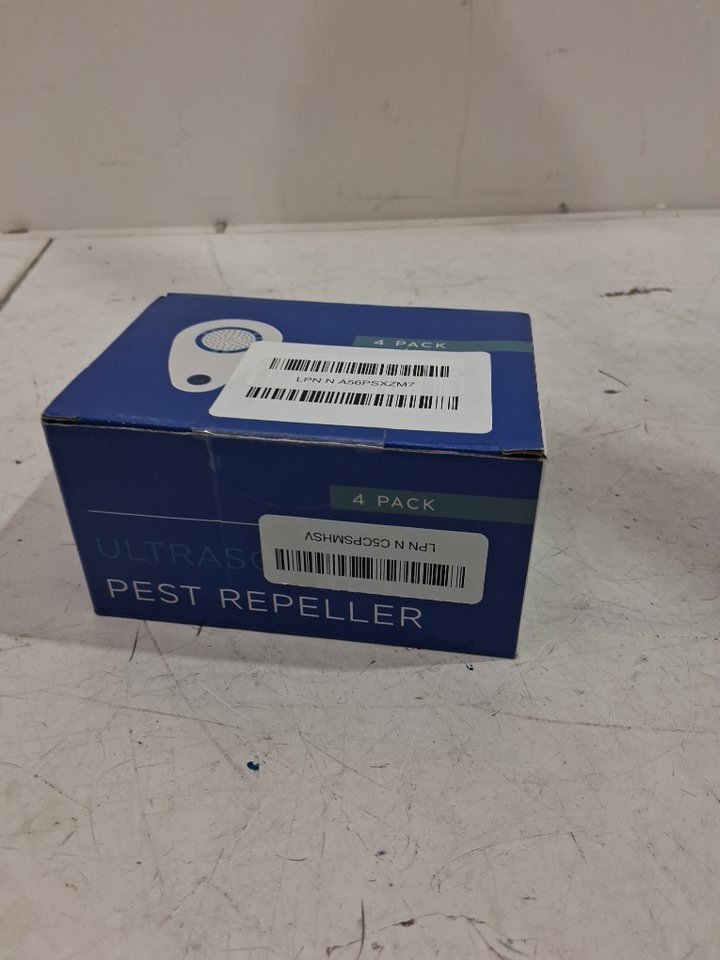 4 PACK
LPN N A56PSXZM7
4 PACK
LPN N C5CPSMHSV
PEST REPELLER